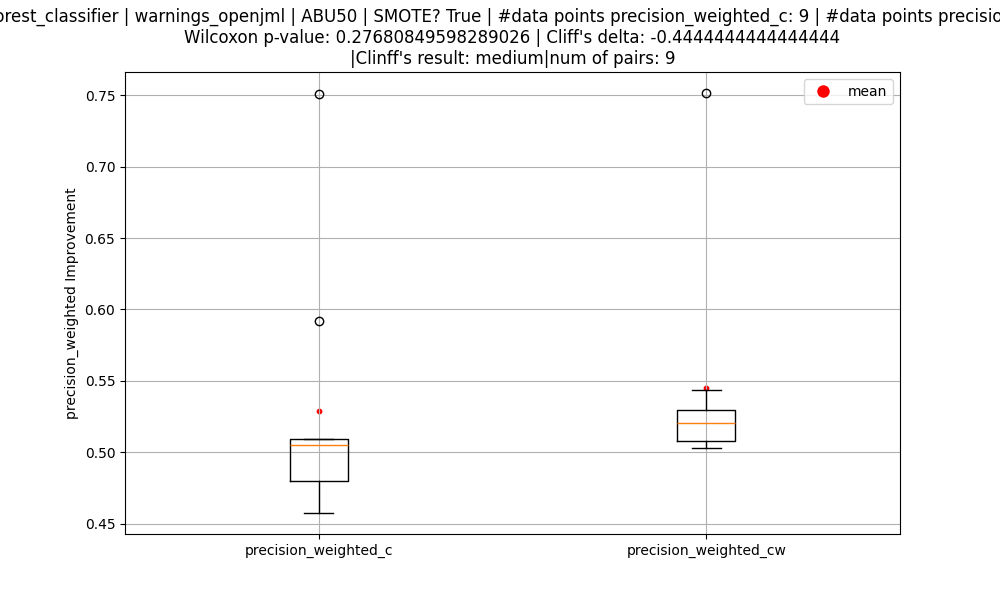 orest_classifier | warnings_openjml | ABU50 | SMOTE? True | #data points precision_weighted_c: 9 | #data points precisio
Wilcoxon p-value: 0.27680849598289026 | Cliff's delta: -0.4444444444444444
|Clinff's result: medium|num of pairs: 9
mean
0.75
0.70
0.65
0.60
0.55
0.50
0.45
precision_weighted Improvement
precision_weighted_c
precision_weighted_cw